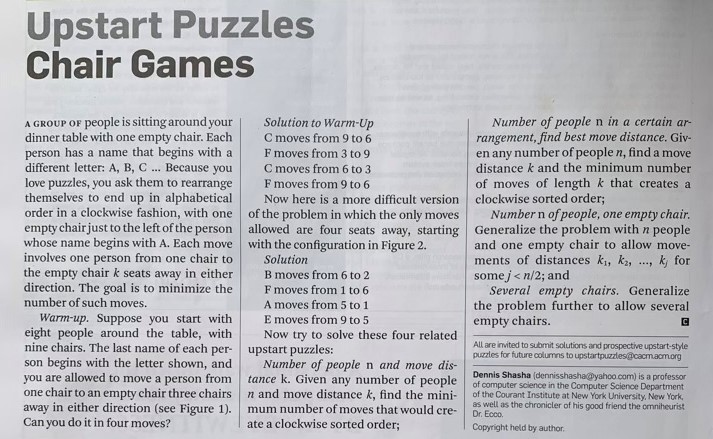 Upstart Puzzles
Chair Games
A GROUP OF people is sitting around your
dinner table with one empty chair. Each
person has a name that begins with a
different letter: A, B, C ... Because you
love puzzles, you ask them to rearrange
themselves to end up in alphabetical
order in a clockwise fashion, with one
empty chair just to the left of the person
whose name begins with A. Each move
involves one person from one chair to
the empty chair k seats away in either
direction. The goal is to minimize the
number of such moves.
Warm-up. Suppose you start with
eight people around the table, with
nine chairs. The last name of each per-
son begins with the letter shown, and
you are allowed to move a person from
one chair to an empty chair three chairs
away in either direction (see Figure 1).
Can you do it in four moves?
Solution to Warm-Up
C moves from 9 to 6
F moves from 3 to 9
C moves from 6 to 3
F moves from 9 to 6
Now here is a more difficult version
of the problem in which the only moves
allowed are four seats away, starting
with the configuration in Figure 2.
Solution
B moves from 6 to 2
F moves from 1 to 6
A moves from 5 to 1
E moves from 9 to 5
Now try to solve these four related
upstart puzzles:
Number of people n and move dis-
tance k. Given any number of people
n and move distance k, find the mini-
mum number of moves that would cre-
ate a clockwise sorted order;
Number of people n in a certain ar-
rangement, find best move distance. Giv-
en any number of people n, find a move
distance k and the minimum number
of moves of length k that creates a
clockwise sorted order;
Number n of people, one empty chair.
Generalize the problem with n people
and one empty chair to allow move-
ments of distances k1, k2, ..., kj for
some j < n/2; and
Several empty chairs. Generalize
the problem further to allow several
empty chairs. C
All are invited to submit solutions and prospective upstart-style
puzzles for future columns to upstartpuzzles@cacm.acm.org
Dennis Shasha (dennisshasha@yahoo.com) is a professor
of computer science in the Computer Science Department
of the Courant Institute at New York University, New York,
as well as the chronicler of his good friend the omniheurist
Dr. Ecco.
Copyright held by author.